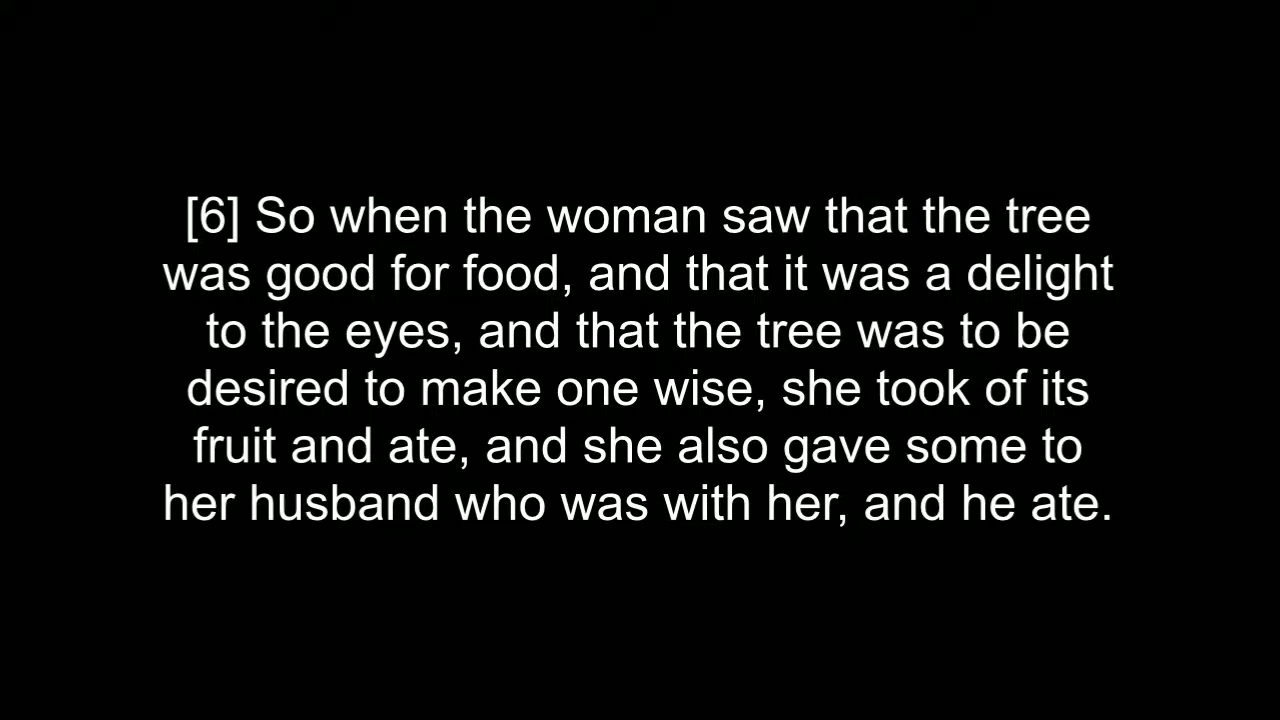 [6] So when the woman saw that the tree
was good for food, and that it was a delight
to the eyes, and that the tree was to be
desired to make one wise, she took of its
fruit and ate, and she also gave some to
her husband who was with her, and he ate.